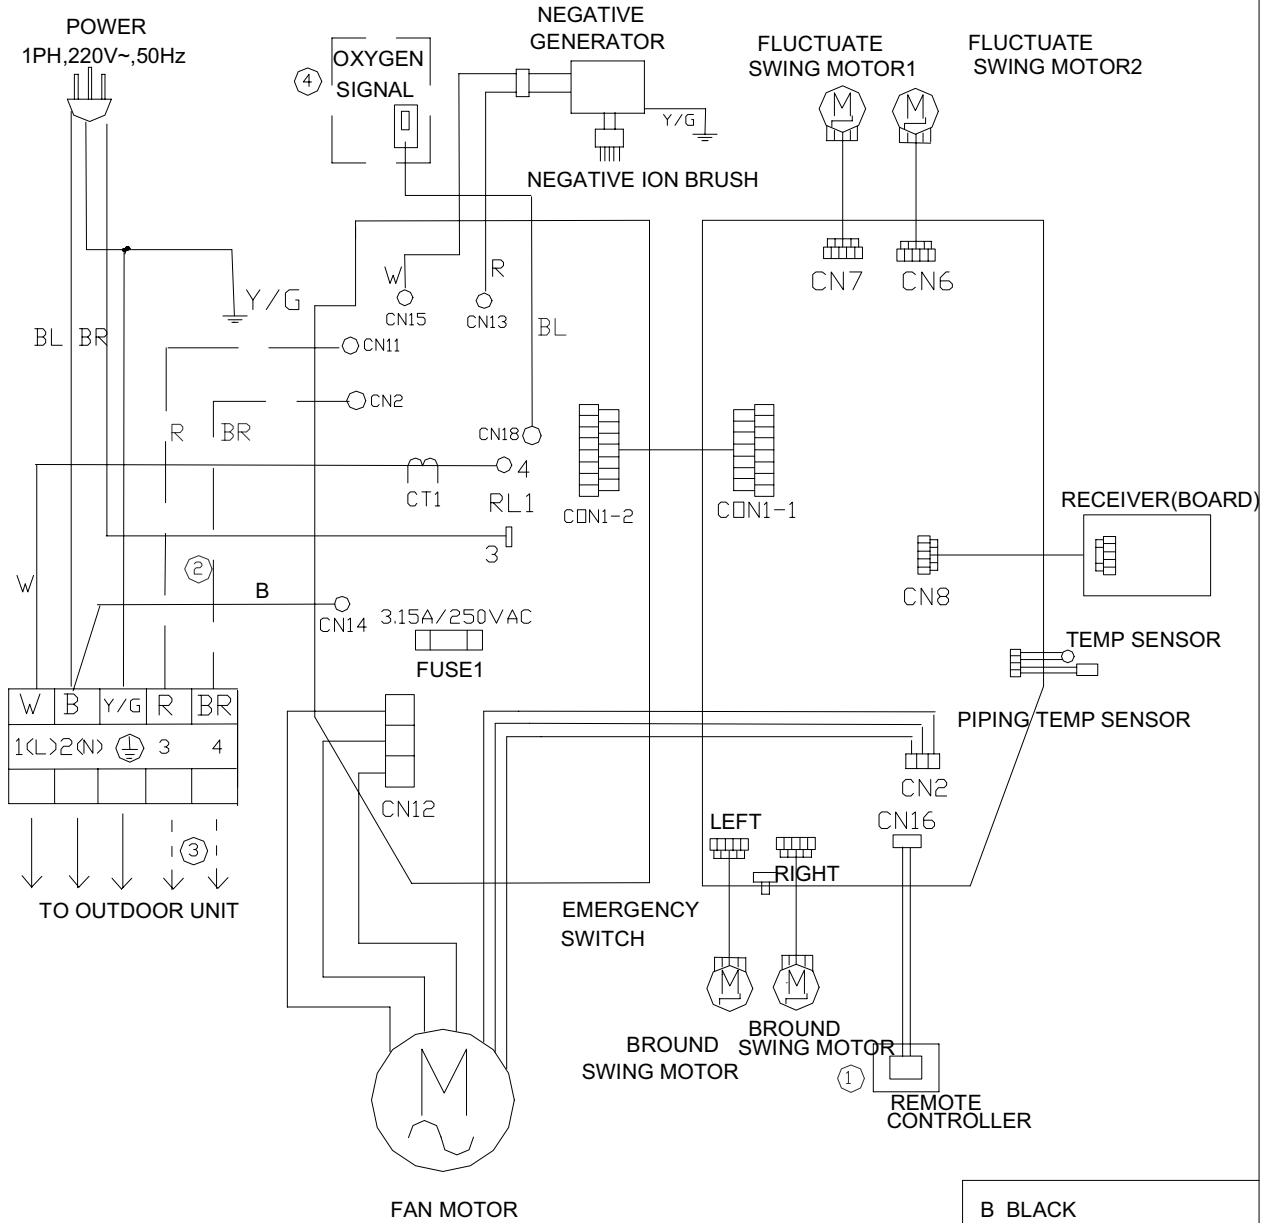 POWER
1PH,220V~,50Hz
4
OXYGEN
SIGNAL
NEGATIVE
GENERATOR
Y/G
NEGATIVE ION BRUSH
FLUCTUATE
SWING MOTOR1
FLUCTUATE
SWING MOTOR2
M
M
CN7
CN6
Y/G
W
R
CN15
CN13
BL
BL
BR
CN11
CN2
R
BR
CN18
4
CT1
RL1
3
CON1-2
CON1-1
RECEIVER(BOARD)
CN8
2
W
B
CN14
3.15A/250VAC
FUSE1
TEMP SENSOR
PIPING TEMP SENSOR
W
B
Y/G
R
BR
1(L)
2(N)
3
4
CN12
CN2
CN16
LEFT
RIGHT
3
TO OUTDOOR UNIT
EMERGENCY
SWITCH
M
M
BROUND
SWING MOTOR
BROUND
SWING MOTOR
1
REMOTE
CONTROLLER
M
FAN MOTOR
B BLACK